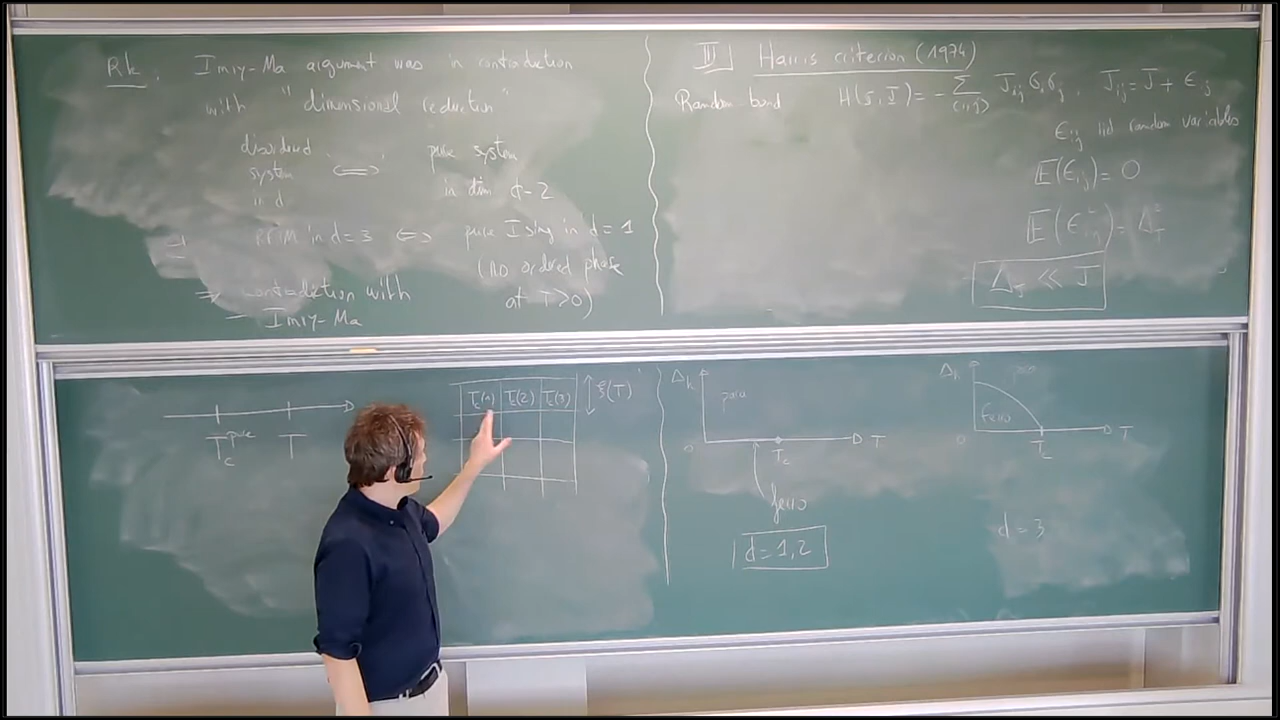 Rk. Imry-Ma argument was in contradiction
with "dimensional reduction"
disordered system in d ⟺ pure system in dim d-2
⇒ RFIM in d=3 ⟺ pure Ising in d=1
(no ordered phase at T>0)
⇒ contradiction with
Imry-Ma
III] Harris criterion (1974)
Random bond H(σ,J) = -∑ J_ij σ_i σ_j , J_ij = J + ε_ij
<i,j>
ε_ij iid random variables
𝔼(ε_ij) = 0
𝔼(ε_ij²) = Δ_J²
Δ_J ≪ J
T_c^pure T
T_c(1) T_c(2) T_c(3) ξ(T)
Δ_h
para
0 T_c T
ferro
d=1,2
Δ_h
para
ferro
0 T_c T
d=3